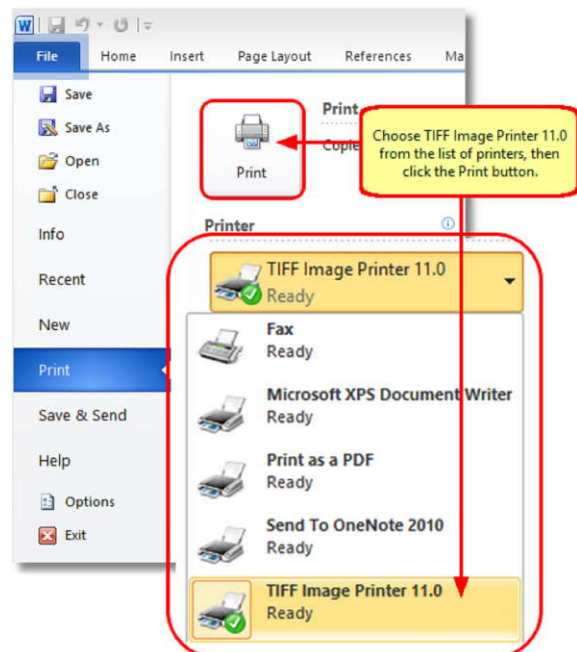 W
File Home Insert Page Layout References Ma
Save
Save As
Open
Close
Info
Recent
New
Print
Save & Send
Help
Options
Exit
Print
Print
Copie
Choose TIFF Image Printer 11.0
from the list of printers, then
click the Print button.
Printer
TIFF Image Printer 11.0
Ready
Fax
Ready
Microsoft XPS Document Writer
Ready
Print as a PDF
Ready
Send To OneNote 2010
Ready
TIFF Image Printer 11.0
Ready